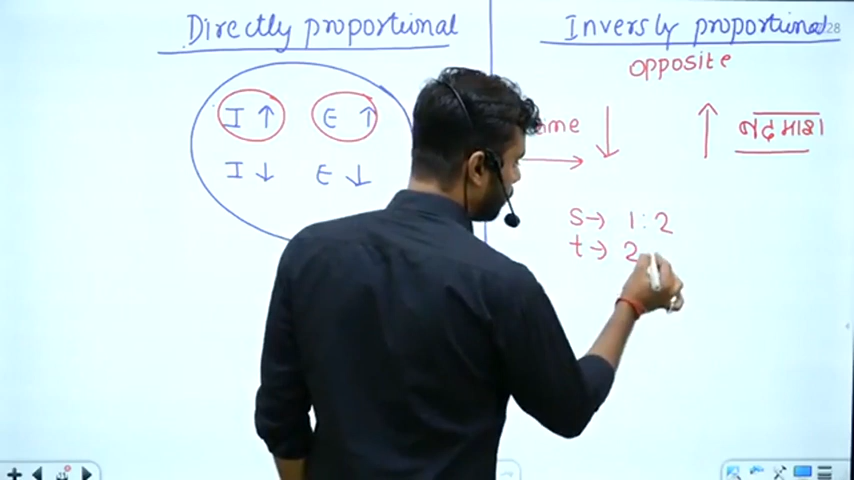 Directly proportional
I ↑ E ↑
I ↓ E ↓
Inversly proportional
28
opposite
ame ↓ ↑
→
S→ 1:2
t→ 2